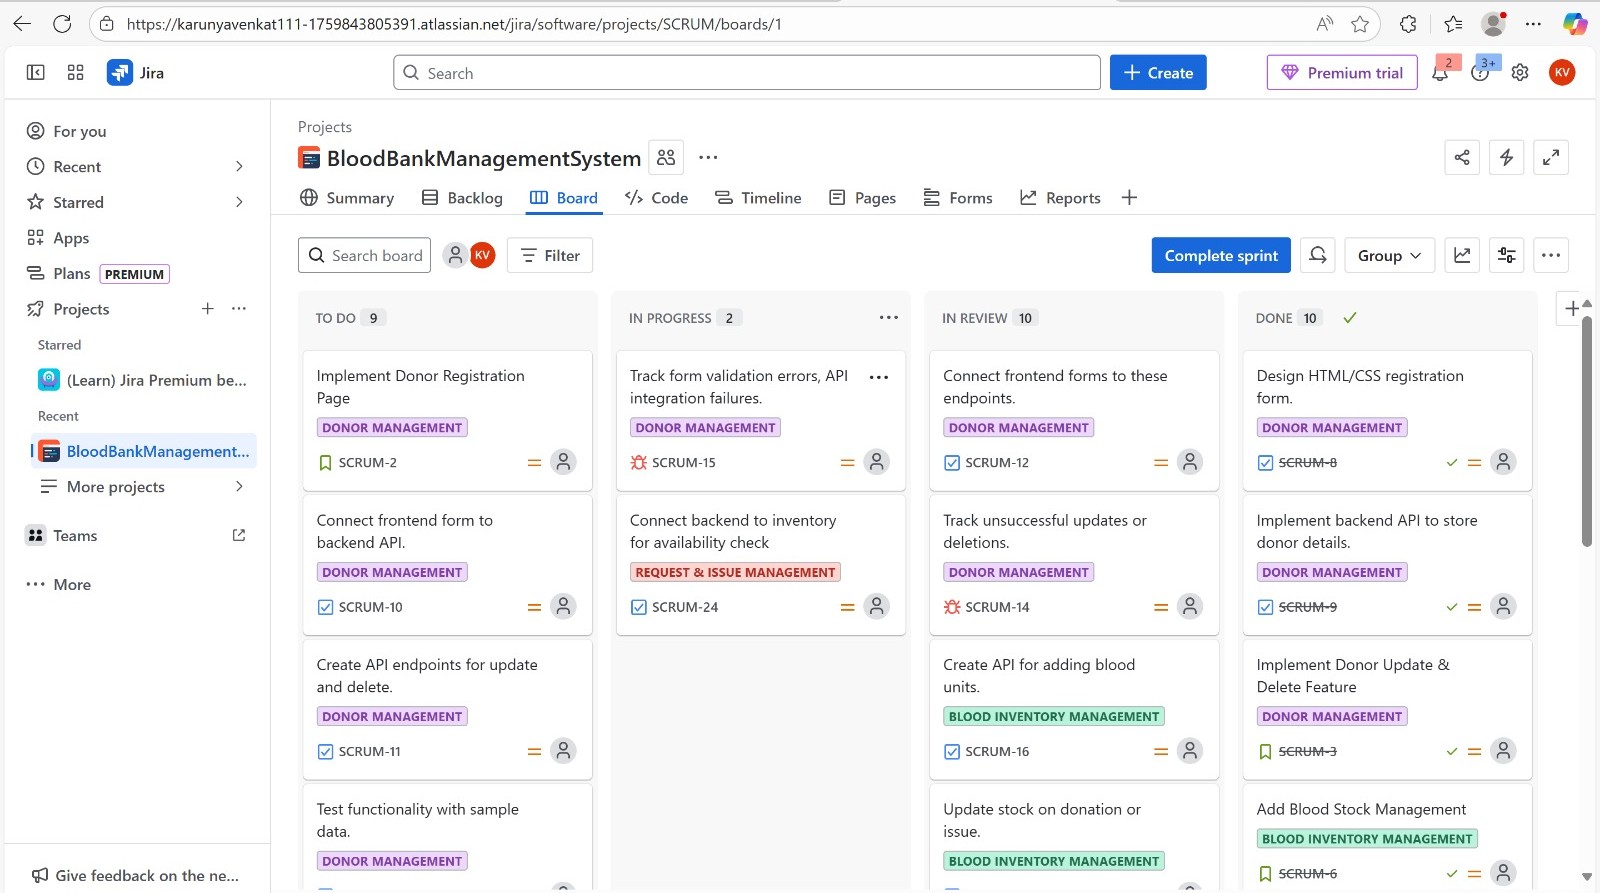 https://karunyavenkat111-1759843805391.atlassian.net/jira/software/projects/SCRUM/boards/1
Jira
Search
Create
Premium trial
2
3+
KV
For you
Recent
Starred
Apps
Plans PREMIUM
Projects
Starred
(Learn) Jira Premium be...
Recent
BloodBankManagement...
More projects
Teams
More
Give feedback on the ne...
Projects
BloodBankManagementSystem
Summary
Backlog
Board
Code
Timeline
Pages
Forms
Reports
Search board
KV
Filter
Complete sprint
Group
TO DO 9
Implement Donor Registration
Page
DONOR MANAGEMENT
SCRUM-2
Connect frontend form to
backend API.
DONOR MANAGEMENT
SCRUM-10
Create API endpoints for update
and delete.
DONOR MANAGEMENT
SCRUM-11
Test functionality with sample
data.
DONOR MANAGEMENT
IN PROGRESS 2
Track form validation errors, API
integration failures.
DONOR MANAGEMENT
SCRUM-15
Connect backend to inventory
for availability check
REQUEST & ISSUE MANAGEMENT
SCRUM-24
IN REVIEW 10
Connect frontend forms to these
endpoints.
DONOR MANAGEMENT
SCRUM-12
Track unsuccessful updates or
deletions.
DONOR MANAGEMENT
SCRUM-14
Create API for adding blood
units.
BLOOD INVENTORY MANAGEMENT
SCRUM-16
Update stock on donation or
issue.
BLOOD INVENTORY MANAGEMENT
DONE 10
Design HTML/CSS registration
form.
DONOR MANAGEMENT
SCRUM-8
Implement backend API to store
donor details.
DONOR MANAGEMENT
SCRUM-9
Implement Donor Update &
Delete Feature
DONOR MANAGEMENT
SCRUM-3
Add Blood Stock Management
BLOOD INVENTORY MANAGEMENT
SCRUM-6